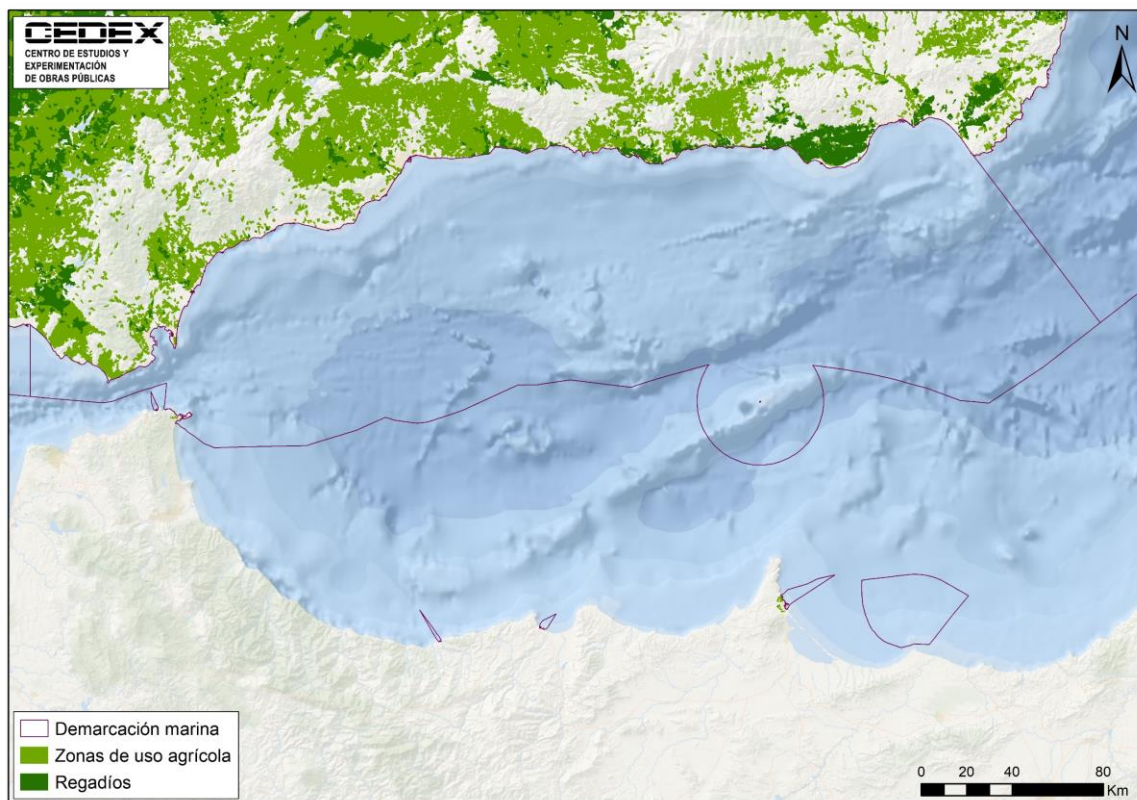 CEDEX
CENTRO DE ESTUDIOS Y
EXPERIMENTACIÓN
DE OBRAS PÚBLICAS
N
Demarcación marina
Zonas de uso agrícola
Regadíos
0 20 40 80
Km